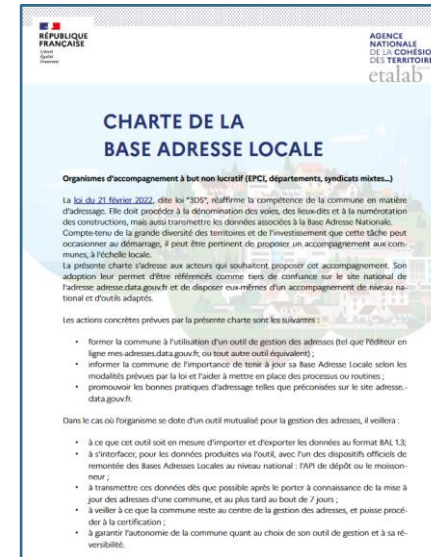 RÉPUBLIQUE
FRANÇAISE
Liberté
Égalité
Fraternité
AGENCE
NATIONALE
DE LA COHÉSION
DES TERRITOIRES
etalab
CHARTE DE LA
BASE ADRESSE LOCALE
Organismes d'accompagnement à but non lucratif (EPCI, départements, syndicats mixtes...)
La loi du 21 février 2022, dite loi "3DS", réaffirme la compétence de la commune en matière
d'adressage. Elle doit procéder à la dénomination des voies, des lieux-dits et à la numérotation
des constructions, mais aussi transmettre les données associées à la Base Adresse Nationale.
Compte-tenu de la grande diversité des territoires et de l'investissement que cette tâche peut
occasionner au démarrage, il peut être pertinent de proposer un accompagnement aux com-
munes, à l'échelle locale.
La présente charte s'adresse aux acteurs qui souhaitent proposer cet accompagnement. Son
adoption leur permet d'être référencés comme tiers de confiance sur le site national de
l'adresse adresse.data.gouv.fr et de disposer eux-mêmes d'un accompagnement de niveau na-
tional et d'outils adaptés.
Les actions concrètes prévues par la présente charte sont les suivantes :
• former la commune à l'utilisation d'un outil de gestion des adresses (tel que l'éditeur en
ligne mes-adresses.data.gouv.fr, ou tout autre outil équivalent) ;
• informer la commune de l'importance de tenir à jour sa Base Adresse Locale selon les
modalités prévues par la loi et l'aider à mettre en place des processus ou routines ;
• promouvoir les bonnes pratiques d'adressage telles que préconisées sur le site adresse.-
data.gouv.fr.
Dans le cas où l'organisme se dote d'un outil mutualisé pour la gestion des adresses, il veillera :
• à ce que cet outil soit en mesure d'importer et d'exporter les données au format BAL 1.3;
• à s'interfacer, pour les données produites via l'outil, avec l'un des dispositifs officiels de
remontée des Bases Adresses Locales au niveau national : l'API de dépôt ou le moisson-
neur ;
• à transmettre ces données dès que possible après le porter à connaissance de la mise à
jour des adresses d'une commune, et au plus tard au bout de 7 jours ;
• à veiller à ce que la commune reste au centre de la gestion des adresses, et puisse procé-
der à la certification ;
• à garantir l'autonomie de la commune quant au choix de son outil de gestion et à sa ré-
versibilité.